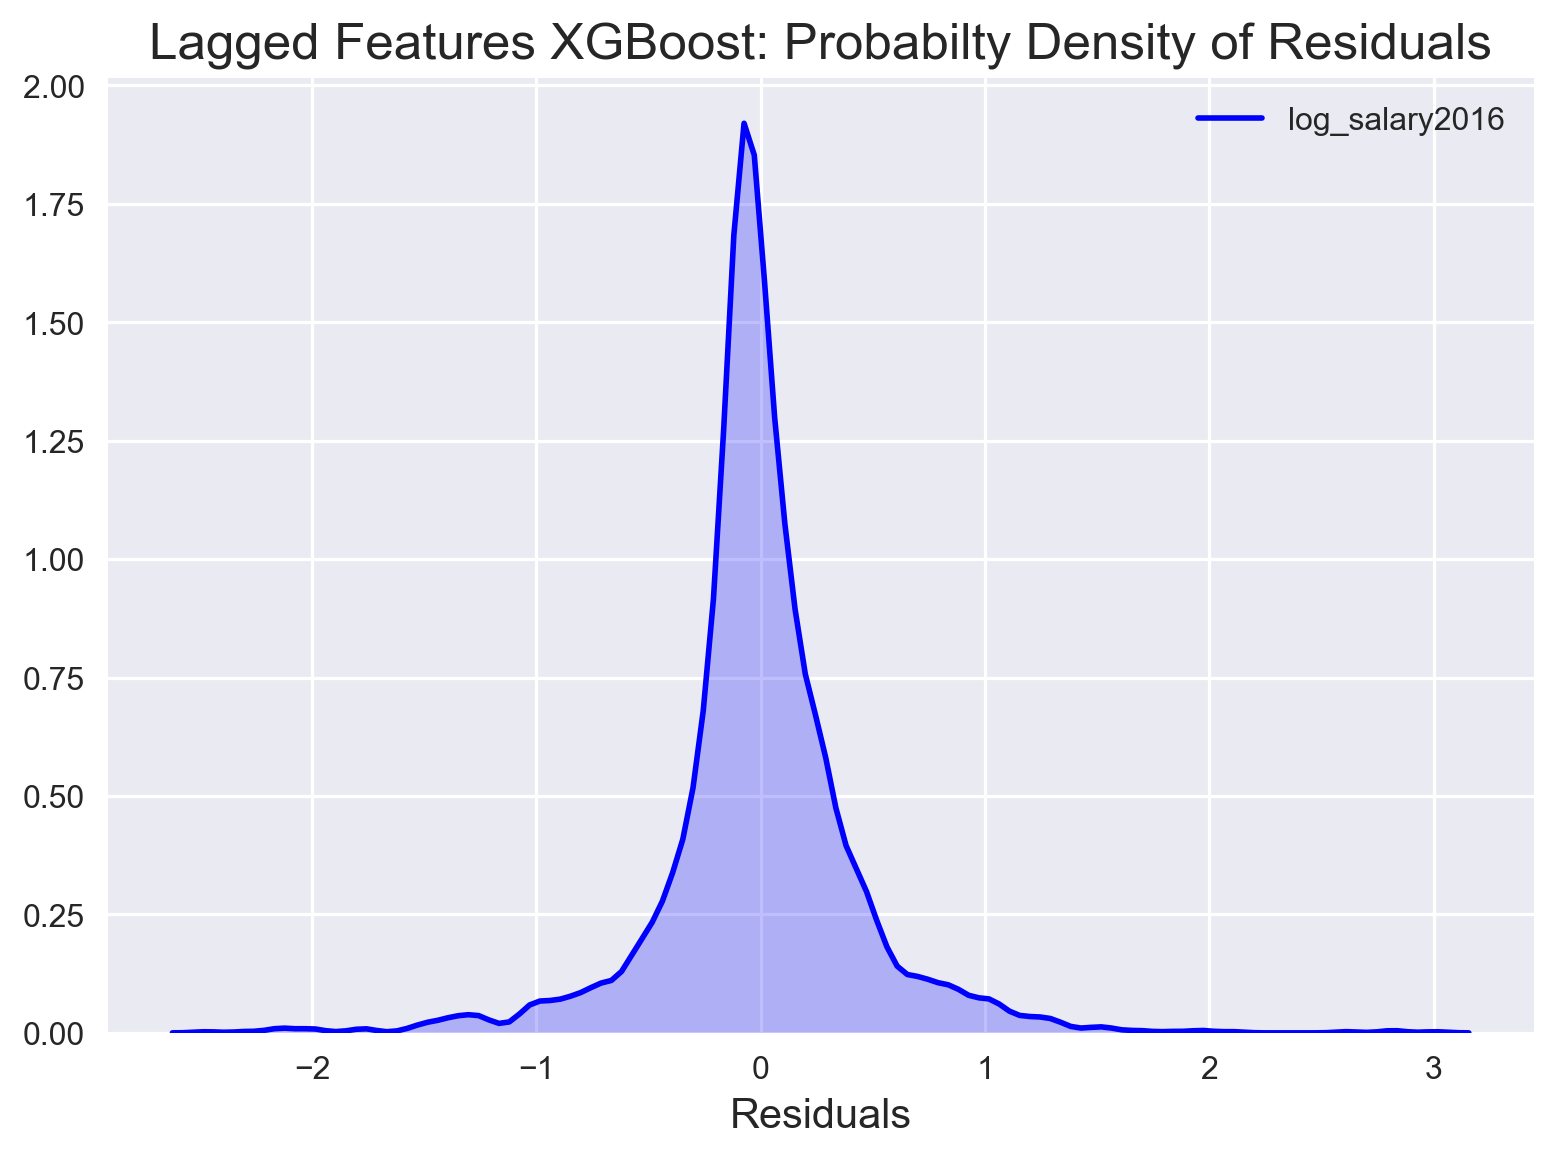 Lagged Features XGBoost: Probabilty Density of Residuals
log_salary2016
2.00
1.75
1.50
1.25
1.00
0.75
0.50
0.25
0.00
−2 −1 0 1 2 3
Residuals